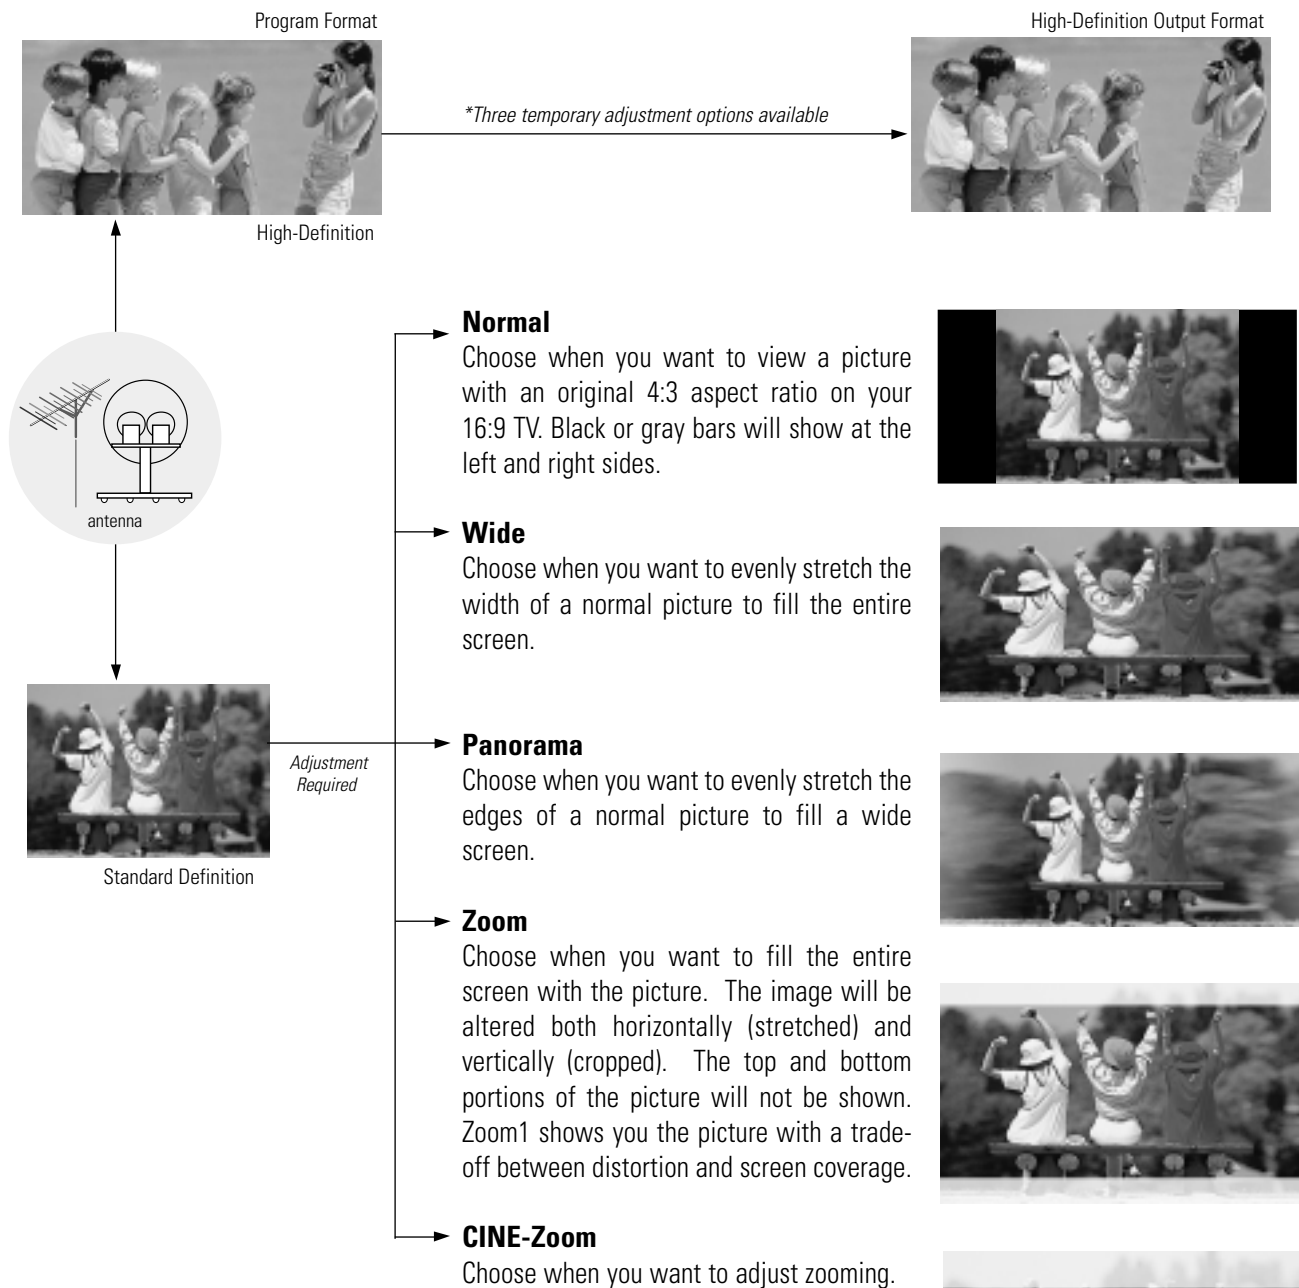 Program Format
High-Definition Output Format
*Three temporary adjustment options available
High-Definition
Normal
Choose when you want to view a picture
with an original 4:3 aspect ratio on your
16:9 TV. Black or gray bars will show at the
left and right sides.
antenna
Wide
Choose when you want to evenly stretch the
width of a normal picture to fill the entire
screen.
Adjustment
Required
Standard Definition
Panorama
Choose when you want to evenly stretch the
edges of a normal picture to fill a wide
screen.
Zoom
Choose when you want to fill the entire
screen with the picture. The image will be
altered both horizontally (stretched) and
vertically (cropped). The top and bottom
portions of the picture will not be shown.
Zoom1 shows you the picture with a trade-
off between distortion and screen coverage.
CINE-Zoom
Choose when you want to adjust zooming.